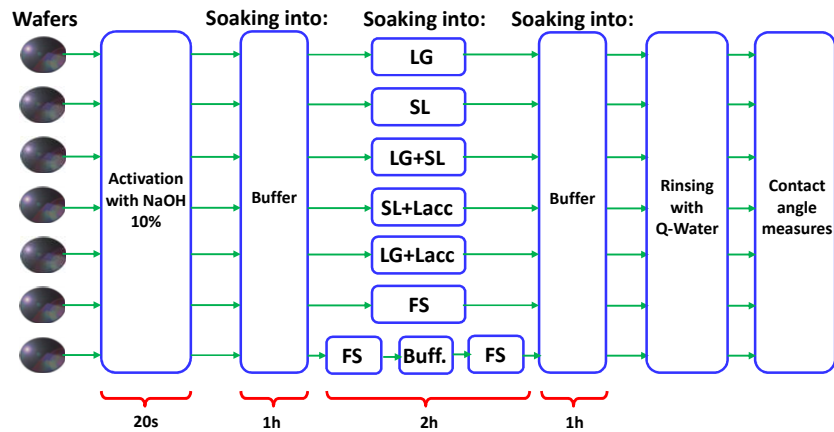 Wafers
Soaking into:
Soaking into:
Soaking into:
Activation
with NaOH
10%
Buffer
LG
SL
LG+SL
SL+Lacc
LG+Lacc
FS
FS
Buff.
FS
Buffer
Rinsing
with
Q-Water
Contact
angle
measures
20s
1h
2h
1h